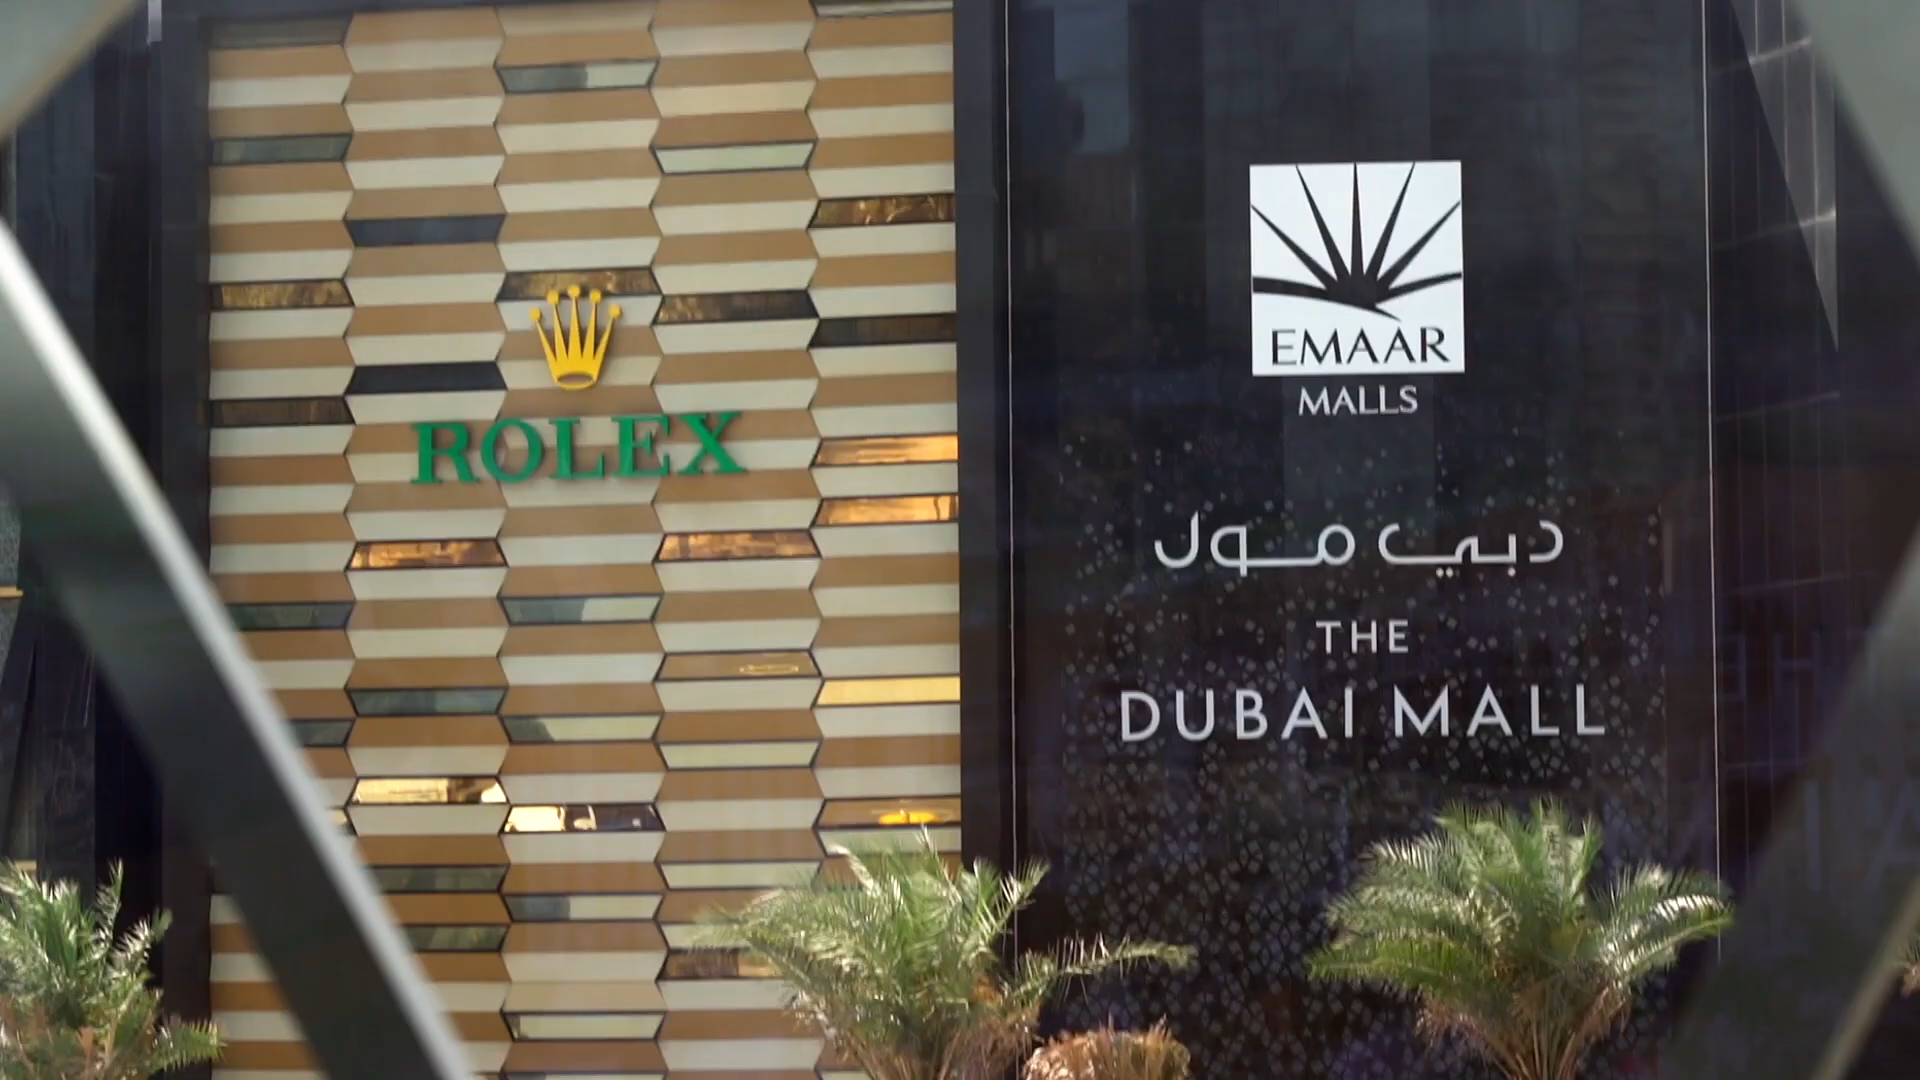 ROLEX
EMAAR
MALLS
دبي مول
THE
DUBAI MALL